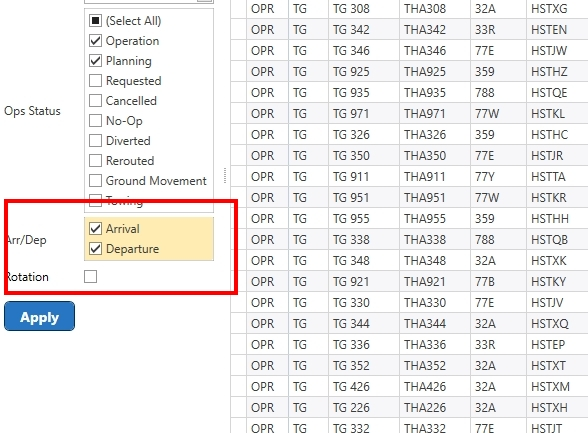 (Select All)
Operation
Planning
Requested
Cancelled
No-Op
Diverted
Rerouted
Ground Movement
Towing
Ops Status
Arr/Dep
Arrival
Departure
Rotation
Apply
OPR TG TG 308 THA308 32A HSTXG
OPR TG TG 342 THA342 33R HSTEN
OPR TG TG 346 THA346 77E HSTJW
OPR TG TG 925 THA925 359 HSTHZ
OPR TG TG 935 THA935 788 HSTQE
OPR TG TG 971 THA971 77W HSTKL
OPR TG TG 326 THA326 359 HSTHC
OPR TG TG 350 THA350 77E HSTJR
OPR TG TG 911 THA911 77Y HSTTA
OPR TG TG 951 THA951 77W HSTKR
OPR TG TG 955 THA955 359 HSTHH
OPR TG TG 338 THA338 788 HSTQB
OPR TG TG 348 THA348 32A HSTXK
OPR TG TG 921 THA921 77B HSTKY
OPR TG TG 330 THA330 77E HSTJV
OPR TG TG 344 THA344 32A HSTXQ
OPR TG TG 336 THA336 33R HSTEP
OPR TG TG 352 THA352 32A HSTXT
OPR TG TG 426 THA426 32A HSTXM
OPR TG TG 226 THA226 32A HSTXH
OPR TG TG 332 THA332 77E HSTJT